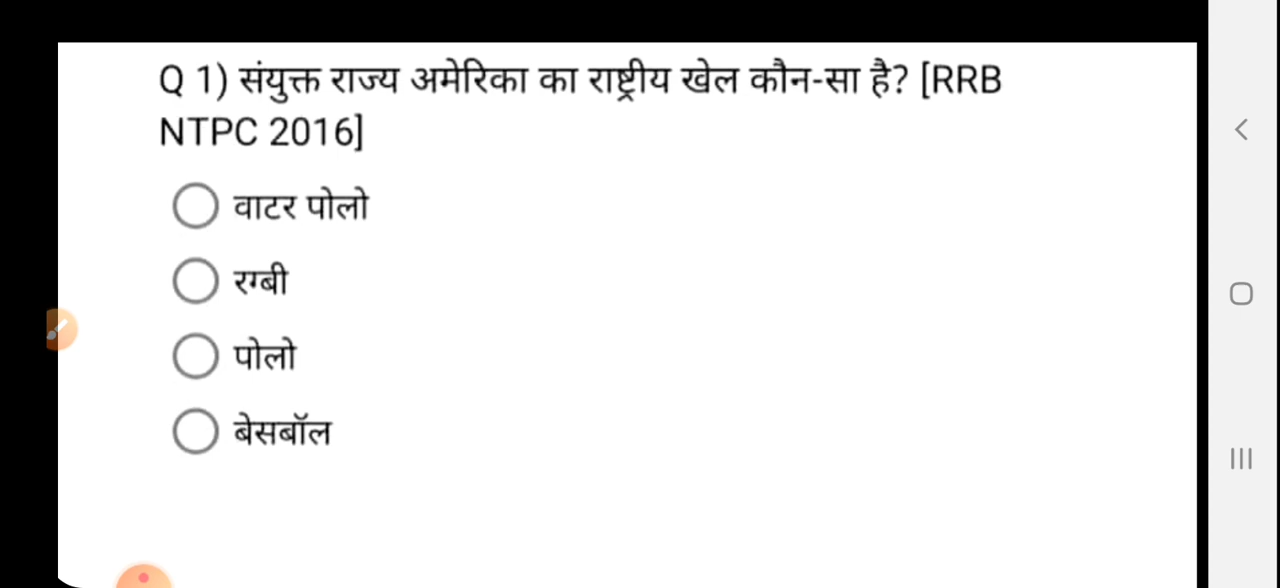 Q 1) संयुक्त राज्य अमेरिका का राष्ट्रीय खेल कौन-सा है? [RRB
NTPC 2016]
वाटर पोलो
रग्बी
पोलो
बेसबॉल